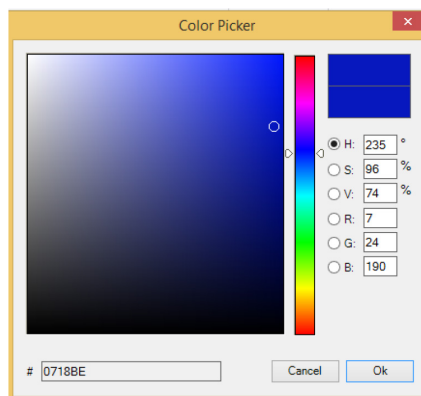 Color Picker
H: 235 °
S: 96 %
V: 74 %
R: 7
G: 24
B: 190
# 0718BE
Cancel Ok